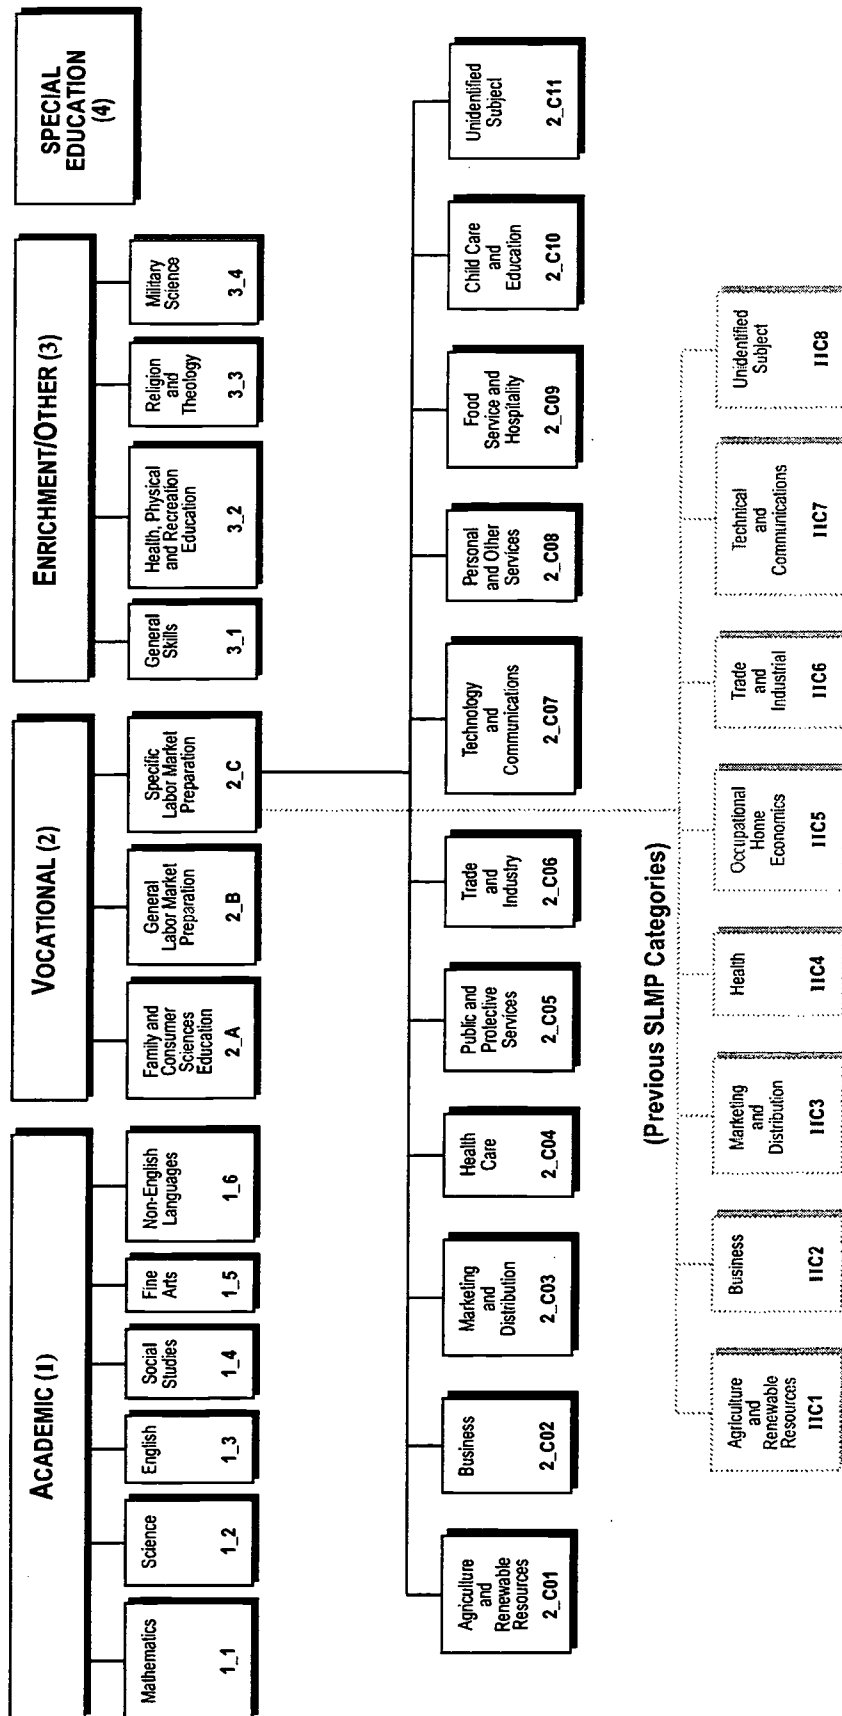 ACADEMIC (1)
Mathematics
1_1
Science
1_2
English
1_3
Social
Studies
1_4
Fine
Arts
1_5
Non-English
Languages
1_6
VOCATIONAL (2)
Family and
Consumer
Sciences
Education
2_A
General
Labor Market
Preparation
2_B
Specific
Labor Market
Preparation
2_C
ENRICHMENT/OTHER (3)
General
Skills
3_1
Health, Physical
and Recreation
Education
3_2
Religion
and
Theology
3_3
Military
Science
3_4
SPECIAL
EDUCATION
(4)
Agriculture
and
Renewable
Resources
2_C01
Business
2_C02
Marketing
and
Distribution
2_C03
Health
Care
2_C04
Public and
Protective
Services
2_C05
Trade
and
Industry
2_C06
Technology
and
Communications
2_C07
Personal
and Other
Services
2_C08
Food
Service and
Hospitality
2_C09
Child Care
and
Education
2_C10
Unidentified
Subject
2_C11
(Previous SLMP Categories)
Agriculture
and
Renewable
Resources
IIC1
Business
IIC2
Marketing
and
Distribution
IIC3
Health
IIC4
Occupational
Home
Economics
IIC5
Trade
and
Industrial
IIC6
Technical
and
Communications
IIC7
Unidentified
Subject
IIC8